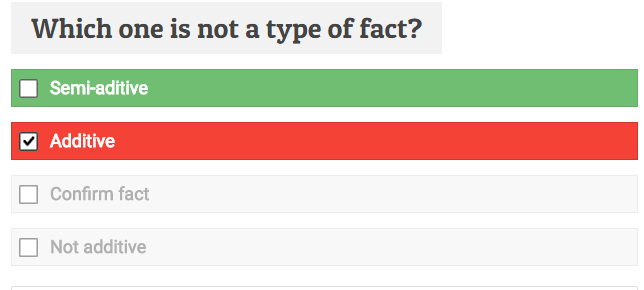 Which one is not a type of fact?
Semi-aditive
Additive
Confirm fact
Not additive